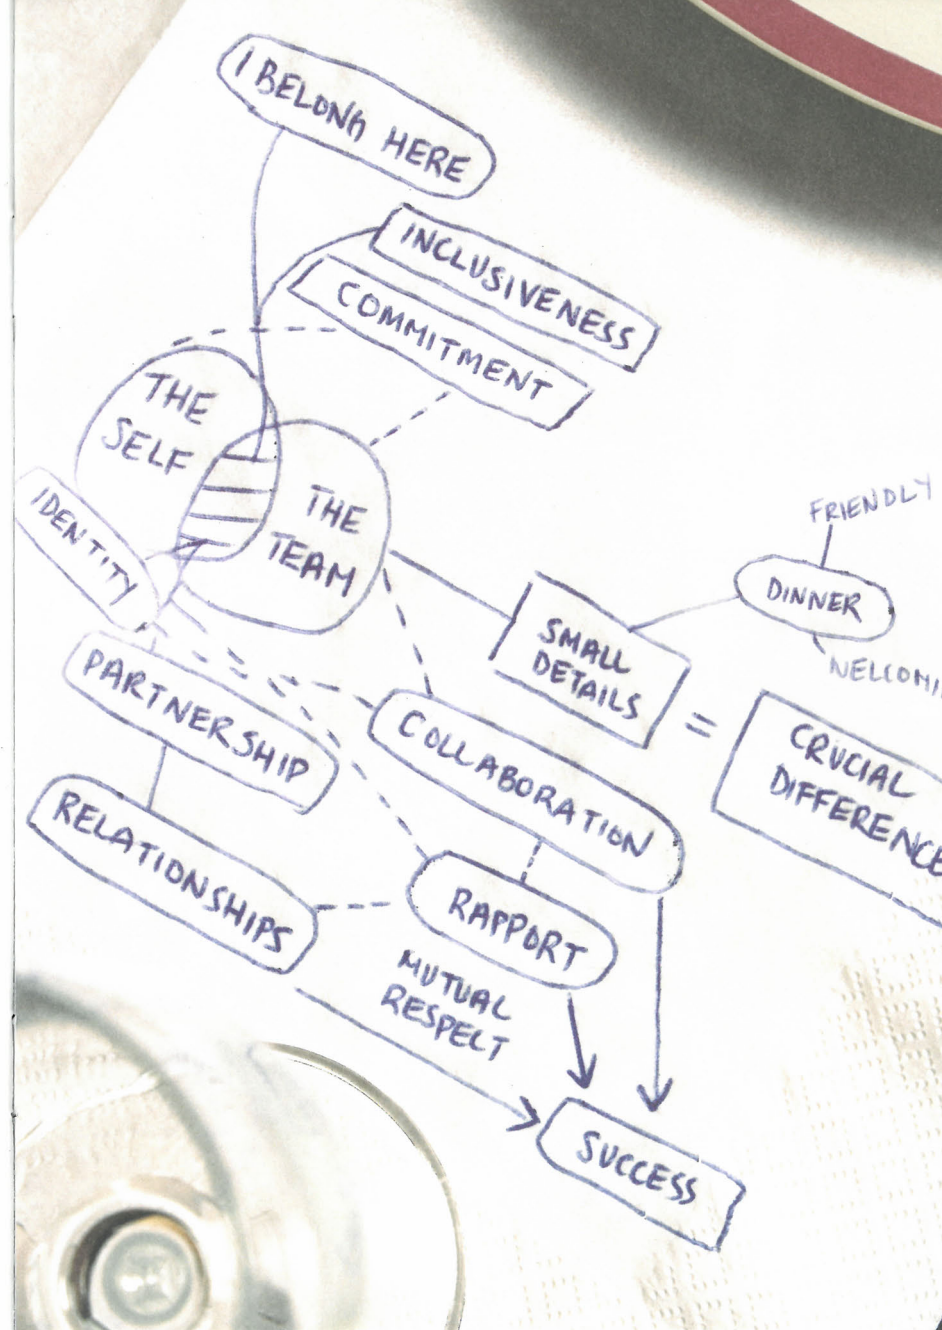 I BELONG HERE
INCLUSIVENESS
COMMITMENT
THE
SELF
THE
TEAM
IDENTITY
FRIENDLY
DINNER
SMALL
DETAILS
=
CRUCIAL
DIFFERENCE
PARTNERSHIP
COLLABORATION
RELATIONSHIPS
RAPPORT
MUTUAL
RESPECT
SUCCESS